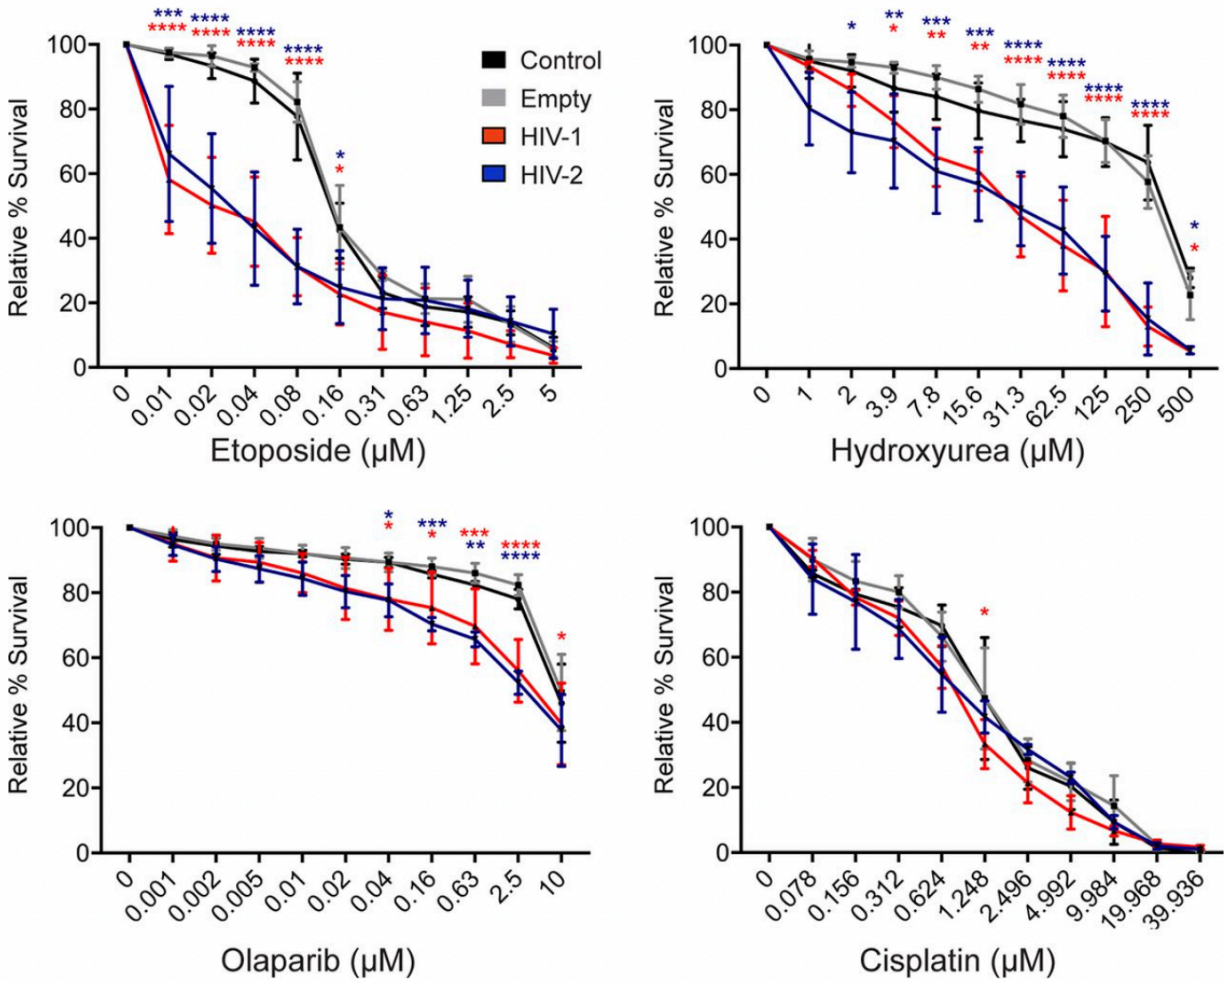 *** **** **** ****
**** **** **** ****
* *
Relative % Survival
100
80
60
40
20
0
0 0.01 0.02 0.04 0.08 0.16 0.31 0.63 1.25 2.5 5
Etoposide (µM)
Control
Empty
HIV-1
HIV-2
* ** *** *** **** **** **** ****
* ** ** **** **** **** ****
*
*
Relative % Survival
100
80
60
40
20
0
0 1 2 3.9 7.8 15.6 31.3 62.5 125 250 500
Hydroxyurea (µM)
* *** *** ****
* * ** ****
* *
Relative % Survival
100
80
60
40
20
0
0 0.001 0.002 0.005 0.01 0.02 0.04 0.16 0.63 2.5 10
Olaparib (µM)
*
Relative % Survival
100
80
60
40
20
0
0 0.078 0.156 0.312 0.624 1.248 2.496 4.992 9.984 19.968 39.936
Cisplatin (µM)